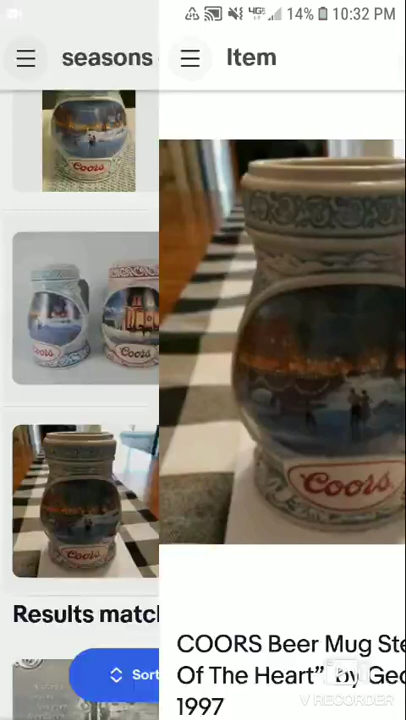 14% 10:32 PM
seasons
Item
Coors
Coors
Coors
Coors
Coors
Results match
Sort
COORS Beer Mug Ste
Of The Heart” by Geo
1997
V RECORDER